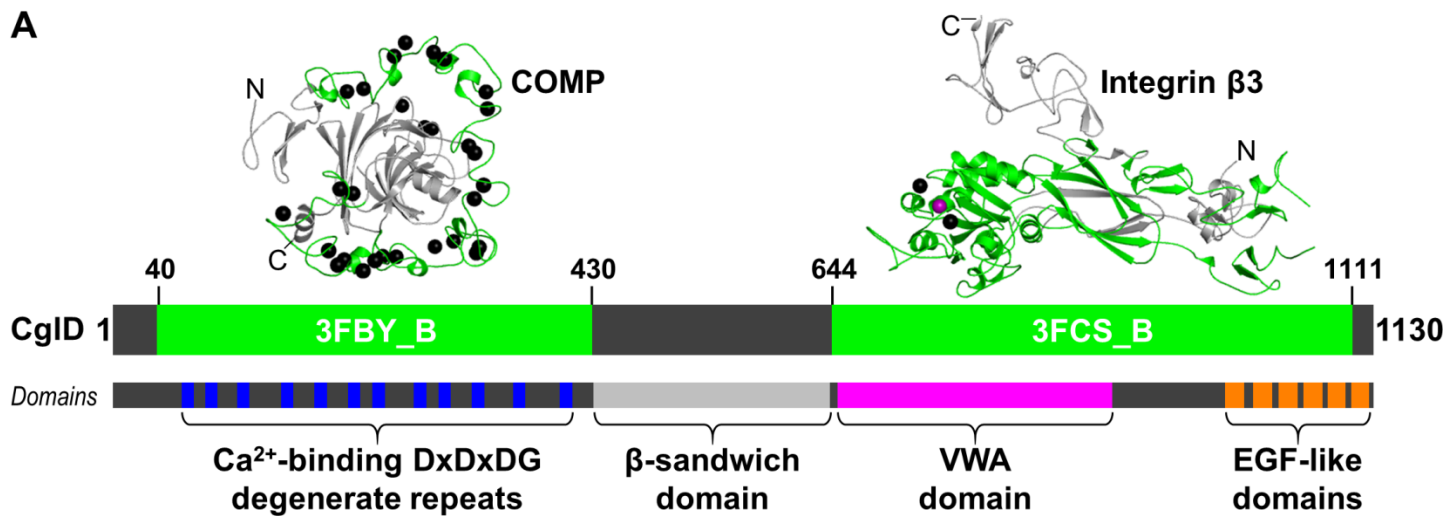 A
COMP
N
C
C
Integrin β3
N
40
430
644
1111
CglD 1
3FBY_B
3FCS_B
1130
Domains
Ca²⁺-binding DxDxDG
degenerate repeats
β-sandwich
domain
VWA
domain
EGF-like
domains